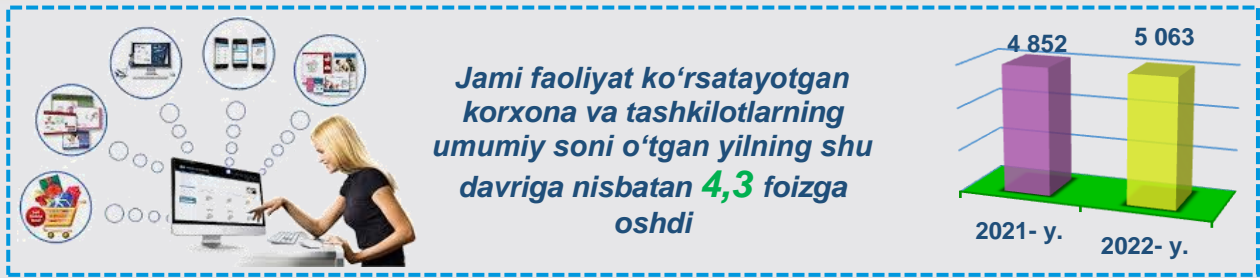 Jami faoliyat ko‘rsatayotgan
korxona va tashkilotlarning
umumiy soni o‘tgan yilning shu
davriga nisbatan 4,3 foizga
oshdi
4 852
5 063
2021- y.
2022- y.